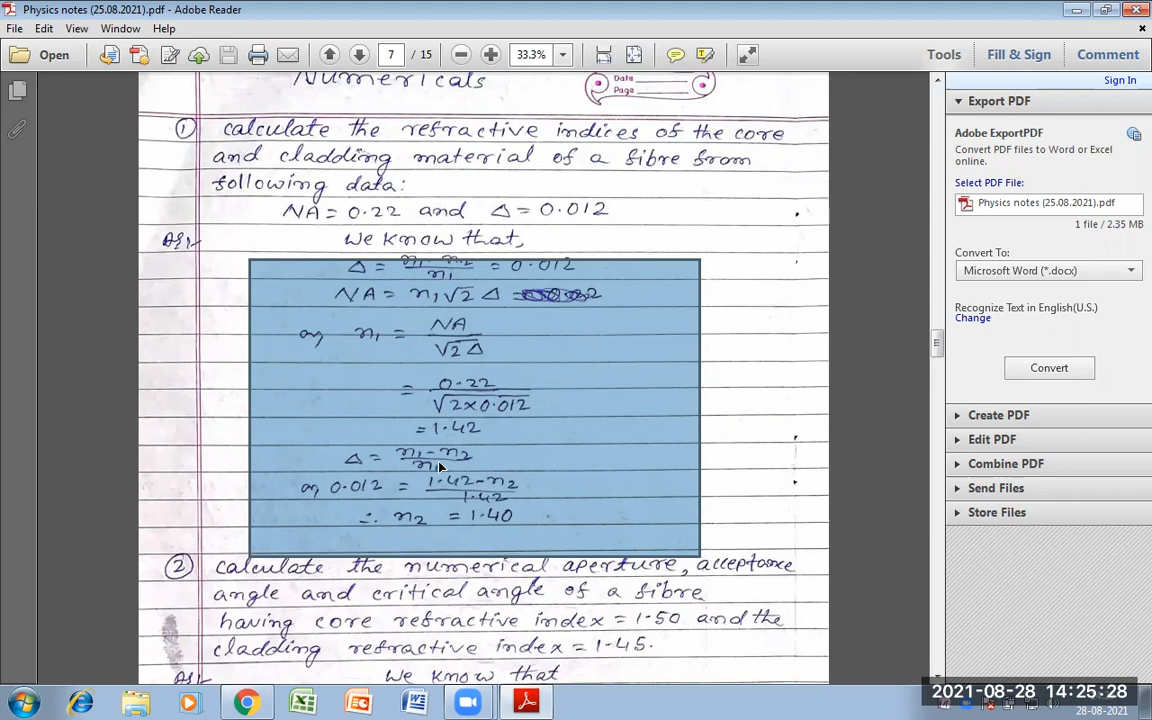 Physics notes (25.08.2021).pdf - Adobe Reader
File Edit View Window Help
Open 7 / 15 33.3% Tools Fill & Sign Comment
Sign In
Numericals
Date
Page
① Calculate the refractive indices of the core
and cladding material of a fibre from
following data:
NA = 0.22 and Δ = 0.012
We know that,
Δ = n₁ - n₂ / n₁ = 0.012
NA = n₁√2 Δ
or, n₁ = NA / √2 Δ
= 0.22 / √2×0.012
= 1.42
Δ = n₁ - n₂ / n₁
or, 0.012 = 1.42 - n₂ / 1.42
∴ n₂ = 1.40
② Calculate the numerical aperture, acceptance
angle and critical angle of a fibre
having core refractive index = 1.50 and the
cladding refractive index = 1.45.
We know that
Export PDF
Adobe ExportPDF
Convert PDF files to Word or Excel
online.
Select PDF File:
Physics notes (25.08.2021).pdf
1 file / 2.35 MB
Convert To:
Microsoft Word (*.docx)
Recognize Text in English(U.S.)
Change
Convert
Create PDF
Edit PDF
Combine PDF
Send Files
Store Files
2021-08-28 14:25:28
28-08-2021